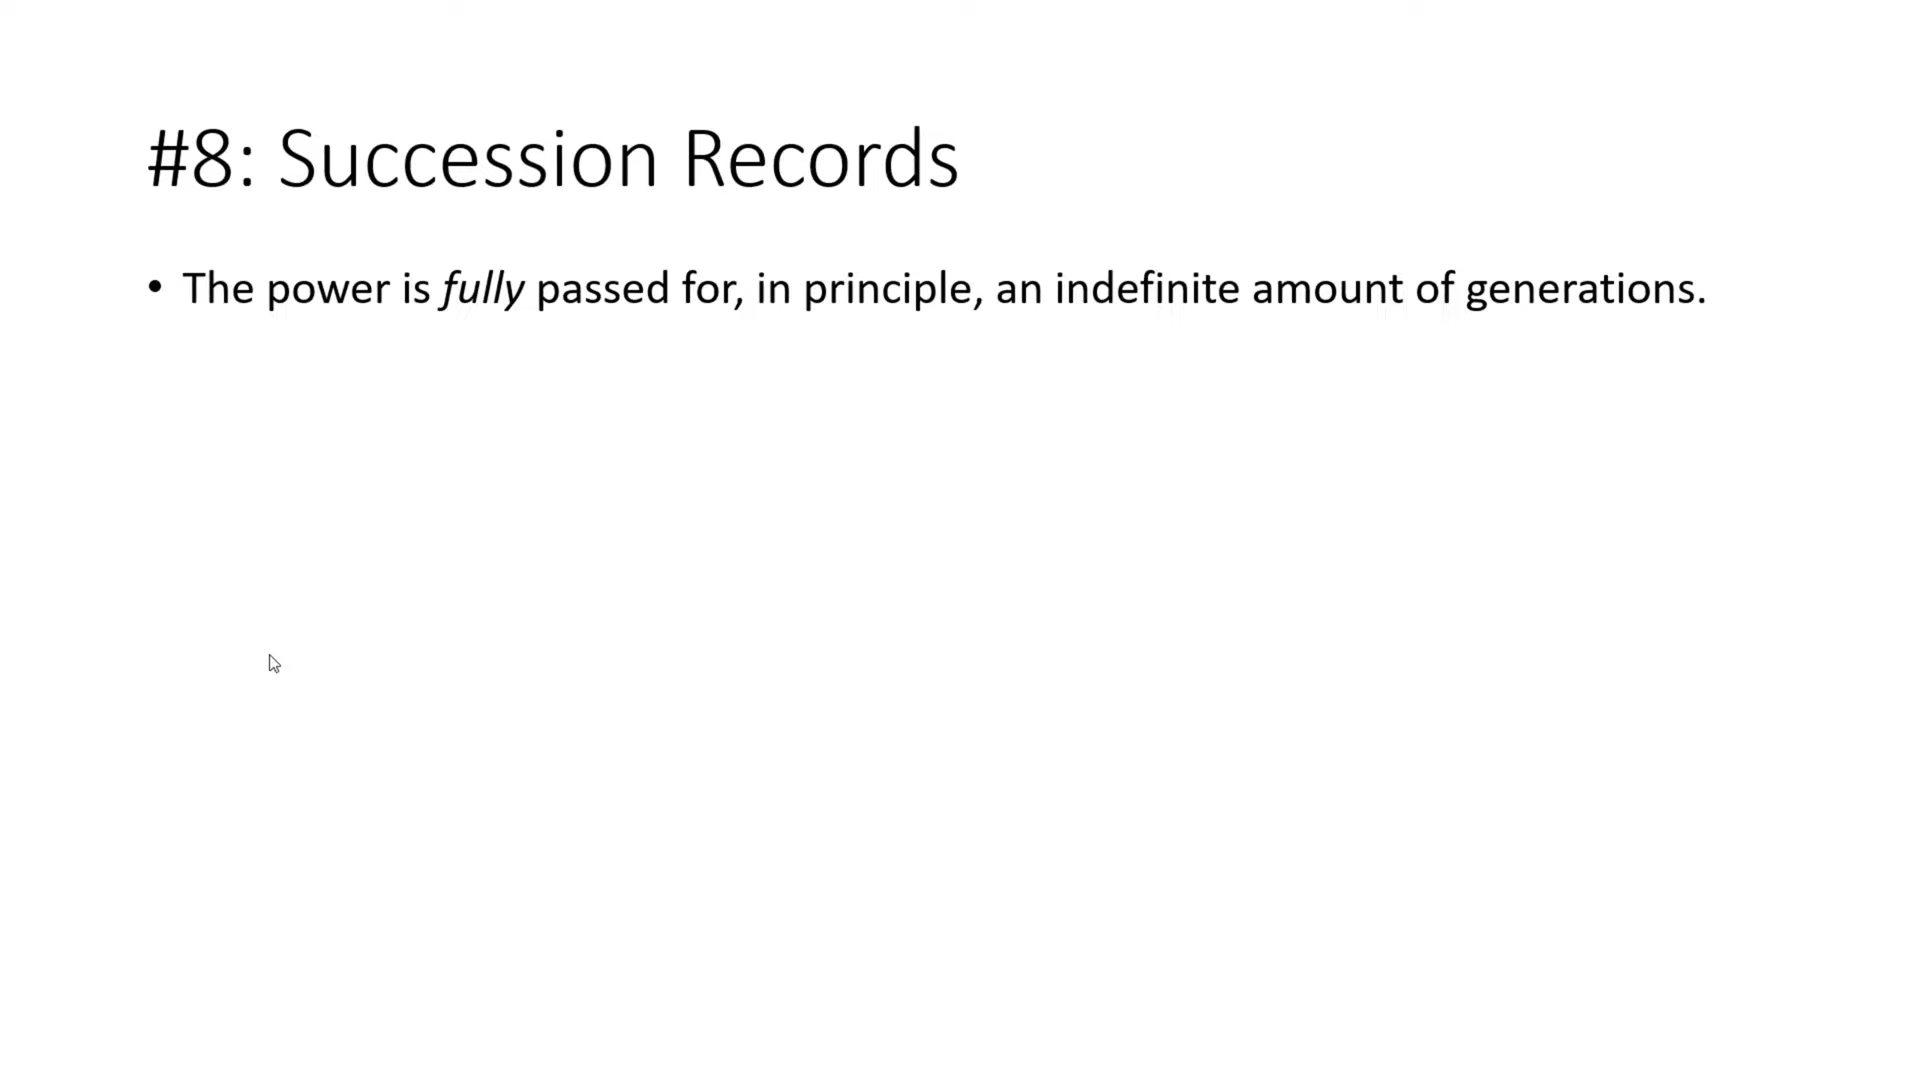 #8: Succession Records
• The power is fully passed for, in principle, an indefinite amount of generations.